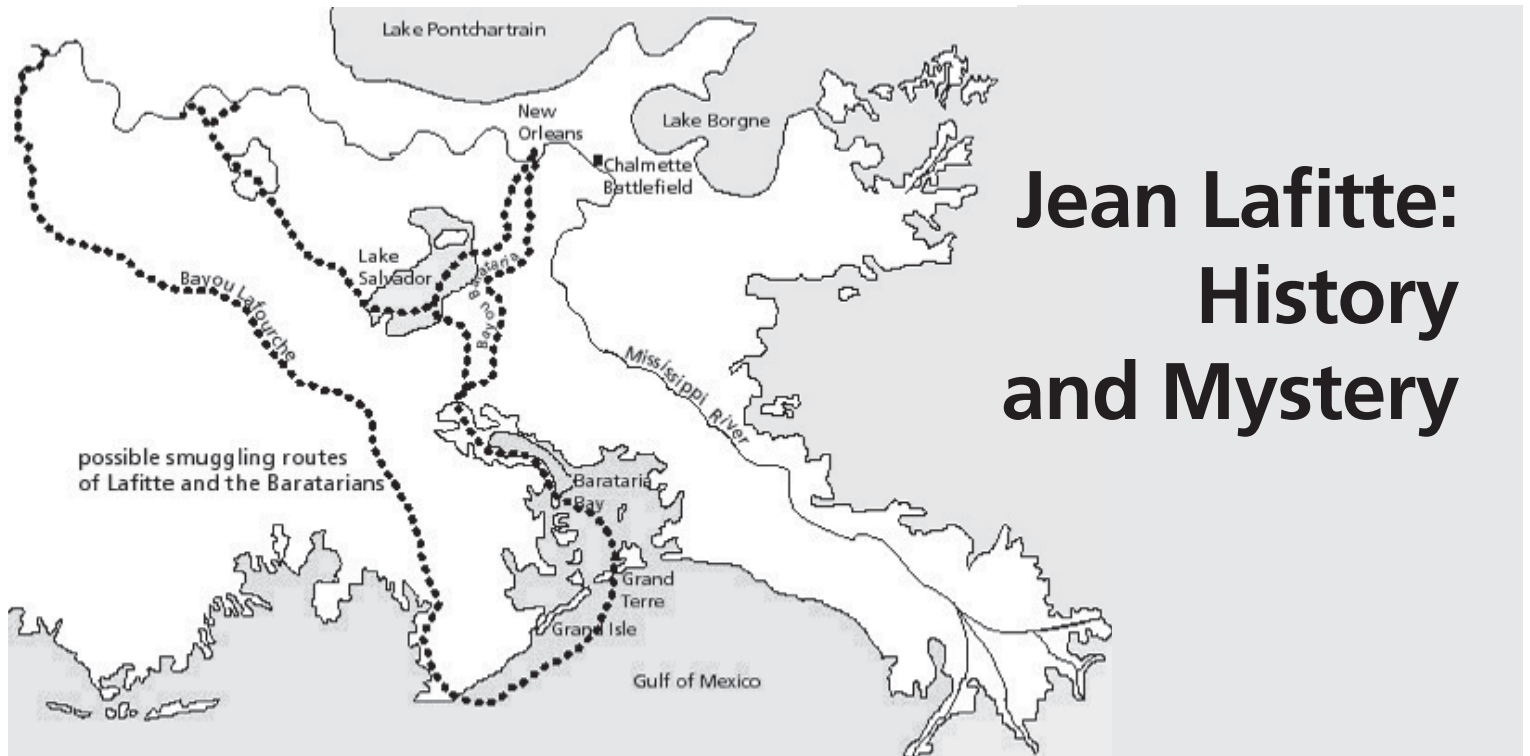 Lake Pontchartrain
New
Orleans
Lake Borgne
Chalmette
Battlefield
Lake
Salvador
Bayou Barataria
Bayou Lafourche
Mississippi River
possible smuggling routes
of Lafitte and the Baratarians
Barataria
Bay
Grand
Terre
Grand Isle
Gulf of Mexico
Jean Lafitte:
History
and Mystery